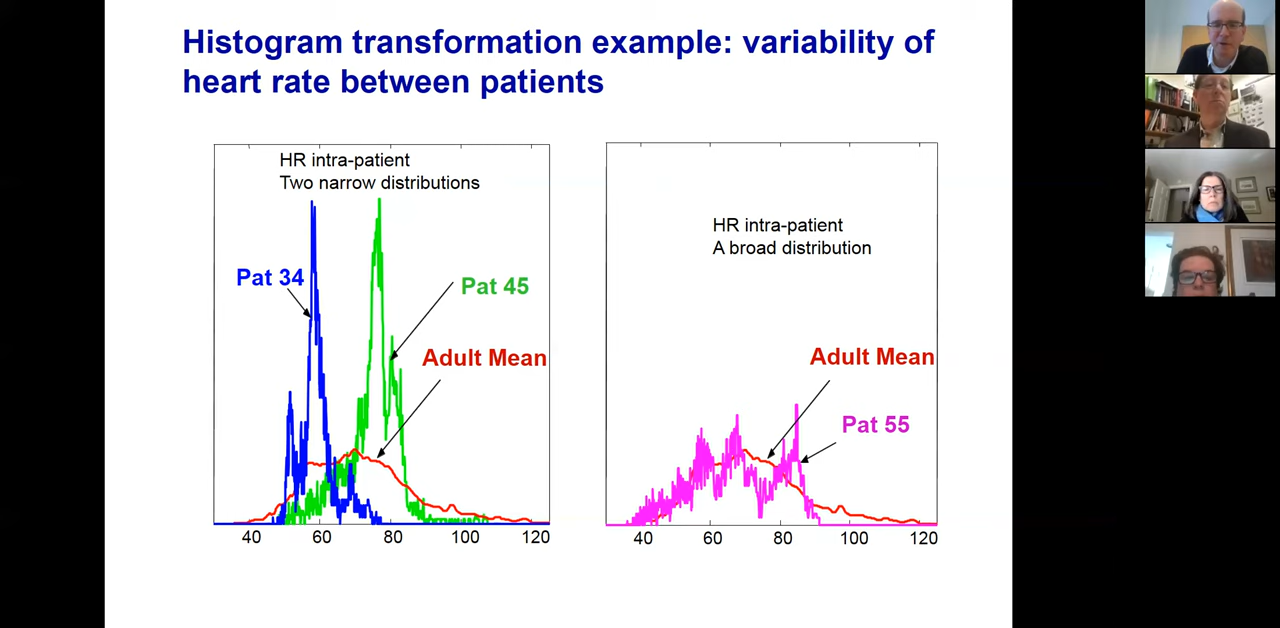 Histogram transformation example: variability of
heart rate between patients
HR intra-patient
Two narrow distributions
Pat 34
Pat 45
Adult Mean
40 60 80 100 120
HR intra-patient
A broad distribution
Adult Mean
Pat 55
40 60 80 100 120